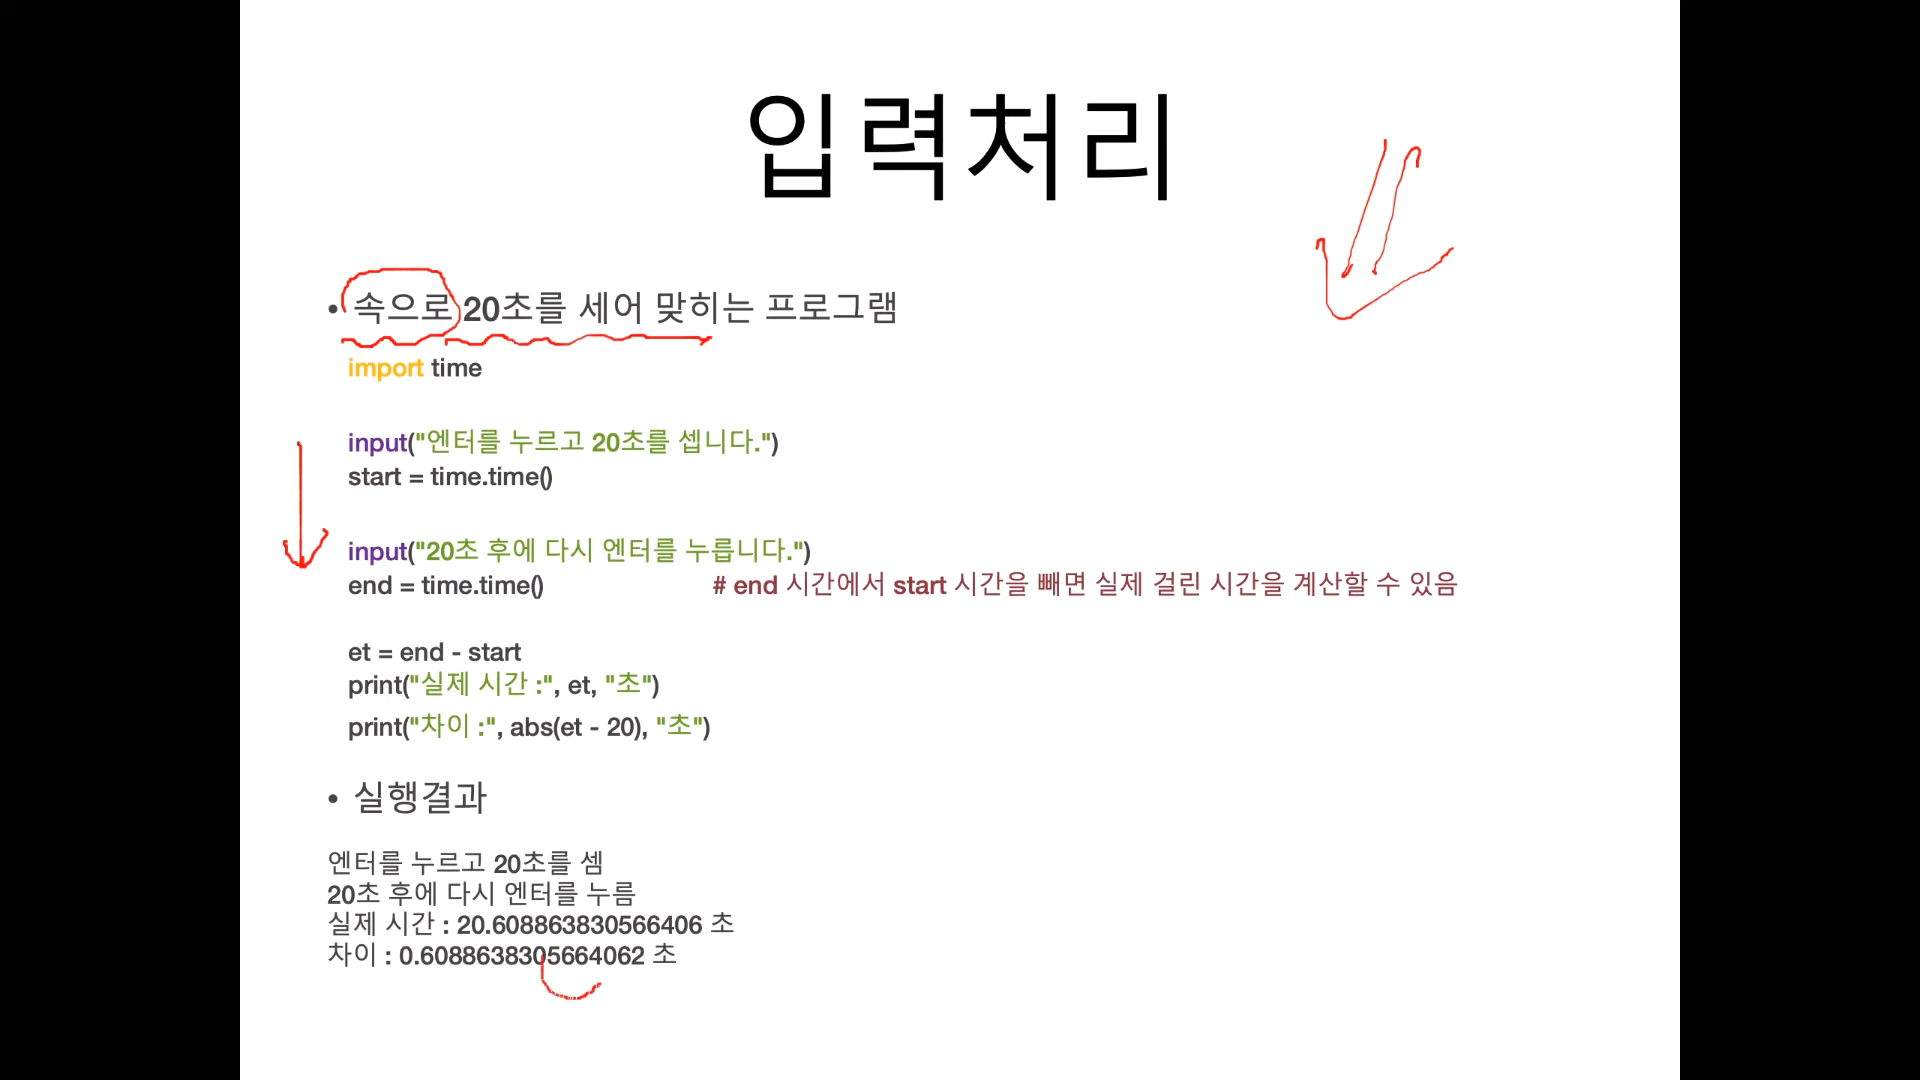 입력처리
• 속으로 20초를 세어 맞히는 프로그램
import time
input("엔터를 누르고 20초를 셉니다.")
start = time.time()
input("20초 후에 다시 엔터를 누릅니다.")
end = time.time() # end 시간에서 start 시간을 빼면 실제 걸린 시간을 계산할 수 있음
et = end - start
print("실제 시간 :", et, "초")
print("차이 :", abs(et - 20), "초")
• 실행결과
엔터를 누르고 20초를 셈
20초 후에 다시 엔터를 누름
실제 시간 : 20.608863830566406 초
차이 : 0.6088638305664062 초